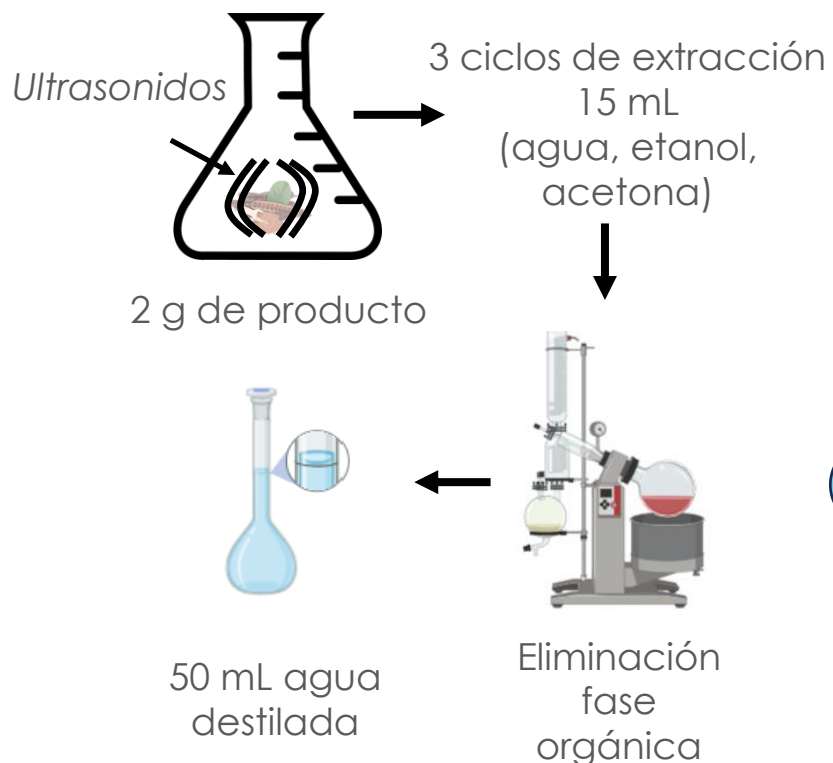 Ultrasonidos
3 ciclos de extracción
15 mL
(agua, etanol,
acetona)
2 g de producto
50 mL agua
destilada
Eliminación
fase
orgánica